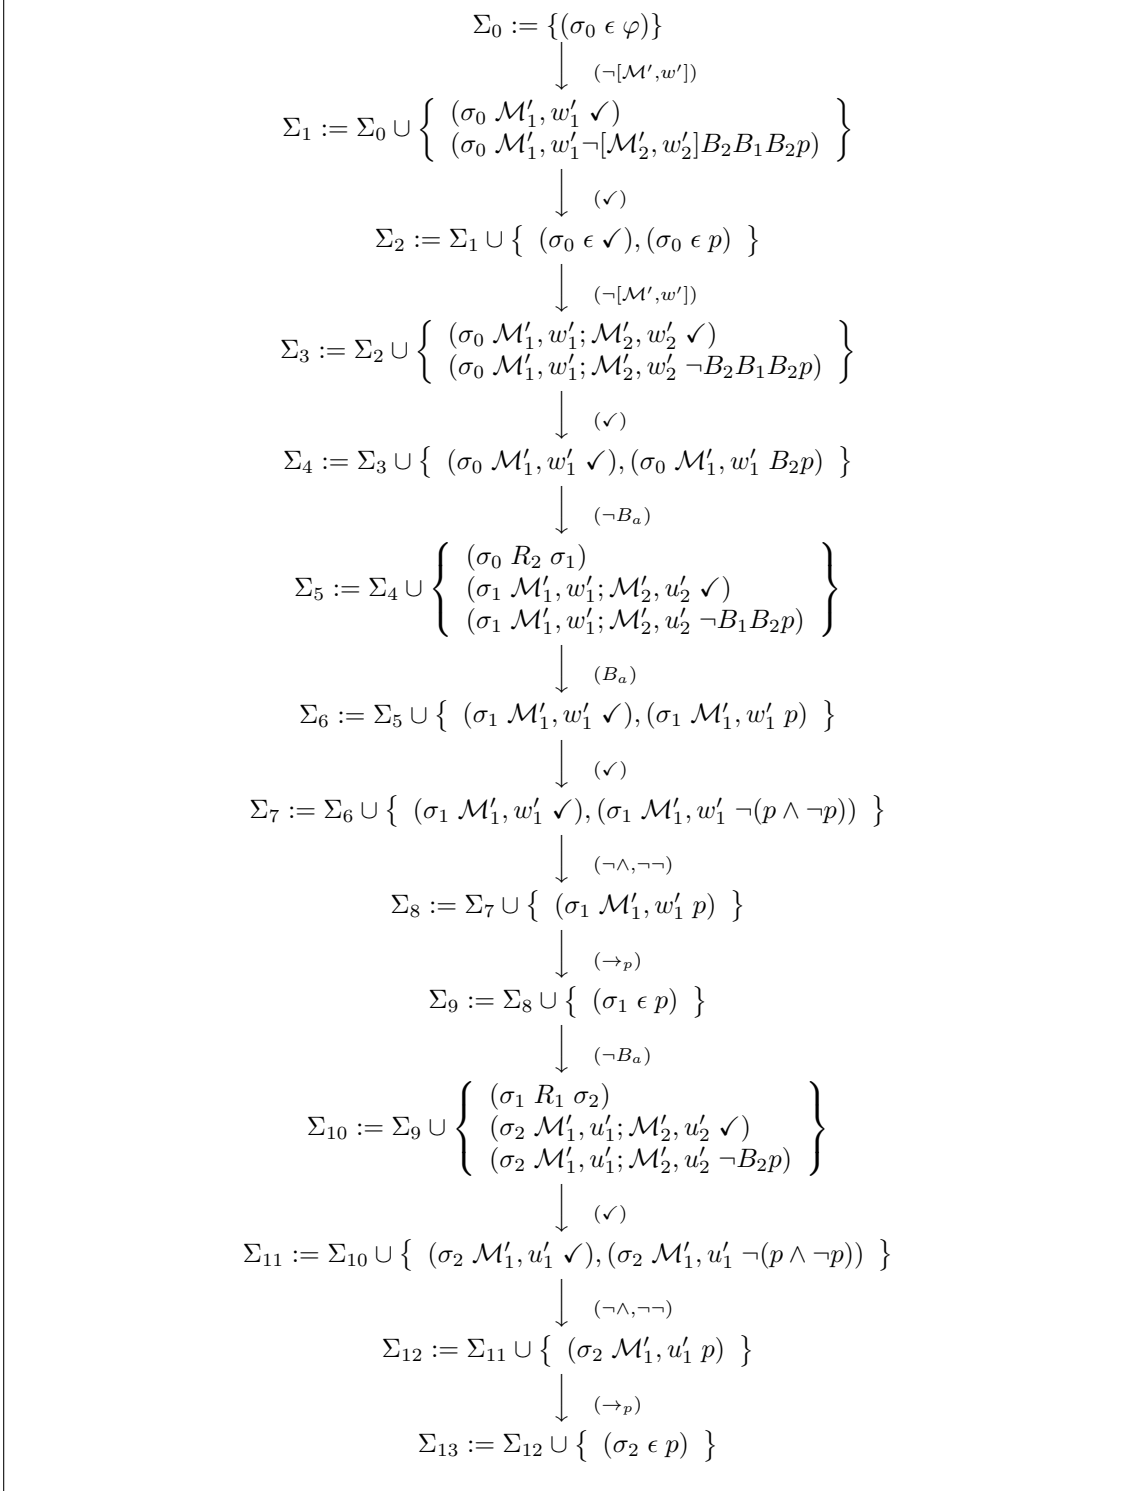 Σ₀ := {(σ₀ ϵ φ)}
(¬[ℳ′,w′])
(σ₀ ℳ′₁, w′₁ ✓)
Σ₁ := Σ₀ ∪ {                    }
(σ₀ ℳ′₁, w′₁¬[ℳ′₂, w′₂]B₂B₁B₂p)
(✓)
Σ₂ := Σ₁ ∪ { (σ₀ ϵ ✓), (σ₀ ϵ p) }
(¬[ℳ′,w′])
(σ₀ ℳ′₁, w′₁; ℳ′₂, w′₂ ✓)
Σ₃ := Σ₂ ∪ {                    }
(σ₀ ℳ′₁, w′₁; ℳ′₂, w′₂ ¬B₂B₁B₂p)
(✓)
Σ₄ := Σ₃ ∪ { (σ₀ ℳ′₁, w′₁ ✓), (σ₀ ℳ′₁, w′₁ B₂p) }
(¬Bₐ)
(σ₀ R₂ σ₁)
Σ₅ := Σ₄ ∪ { (σ₁ ℳ′₁, w′₁; ℳ′₂, u′₂ ✓) }
(σ₁ ℳ′₁, w′₁; ℳ′₂, u′₂ ¬B₁B₂p)
(Bₐ)
Σ₆ := Σ₅ ∪ { (σ₁ ℳ′₁, w′₁ ✓), (σ₁ ℳ′₁, w′₁ p) }
(✓)
Σ₇ := Σ₆ ∪ { (σ₁ ℳ′₁, w′₁ ✓), (σ₁ ℳ′₁, w′₁ ¬(p ∧ ¬p)) }
(¬∧,¬¬)
Σ₈ := Σ₇ ∪ { (σ₁ ℳ′₁, w′₁ p) }
(→ₚ)
Σ₉ := Σ₈ ∪ { (σ₁ ϵ p) }
(¬Bₐ)
(σ₁ R₁ σ₂)
Σ₁₀ := Σ₉ ∪ { (σ₂ ℳ′₁, u′₁; ℳ′₂, u′₂ ✓) }
(σ₂ ℳ′₁, u′₁; ℳ′₂, u′₂ ¬B₂p)
(✓)
Σ₁₁ := Σ₁₀ ∪ { (σ₂ ℳ′₁, u′₁ ✓), (σ₂ ℳ′₁, u′₁ ¬(p ∧ ¬p)) }
(¬∧,¬¬)
Σ₁₂ := Σ₁₁ ∪ { (σ₂ ℳ′₁, u′₁ p) }
(→ₚ)
Σ₁₃ := Σ₁₂ ∪ { (σ₂ ϵ p) }